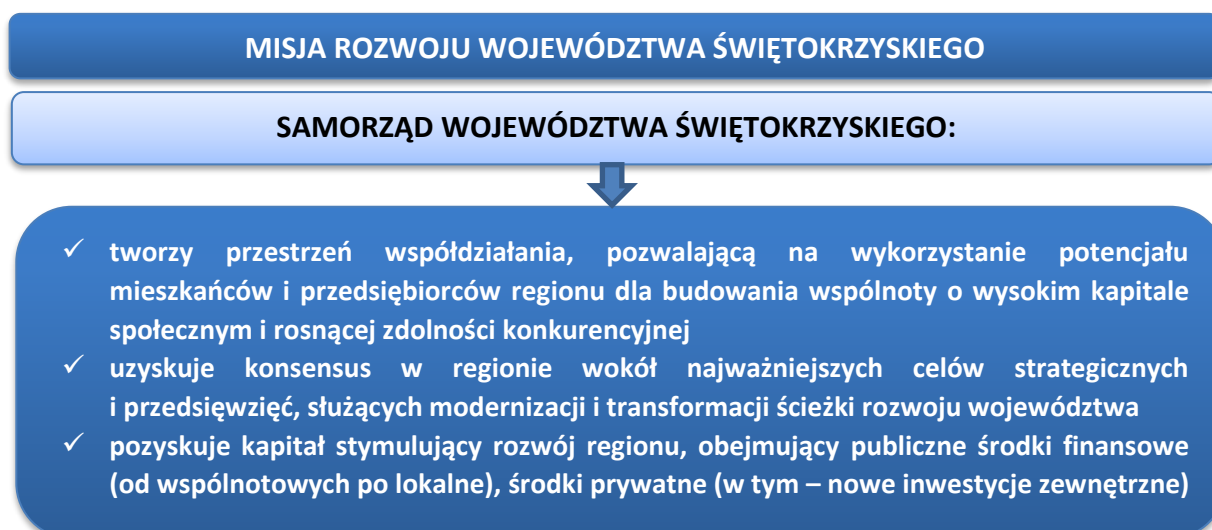 MISJA ROZWOJU WOJEWÓDZTWA ŚWIĘTOKRZYSKIEGO
SAMORZĄD WOJEWÓDZTWA ŚWIĘTOKRZYSKIEGO:
✓ tworzy przestrzeń współdziałania, pozwalającą na wykorzystanie potencjału
mieszkańców i przedsiębiorców regionu dla budowania wspólnoty o wysokim kapitale
społecznym i rosnącej zdolności konkurencyjnej
✓ uzyskuje konsensus w regionie wokół najważniejszych celów strategicznych
i przedsięwzięć, służących modernizacji i transformacji ścieżki rozwoju województwa
✓ pozyskuje kapitał stymulujący rozwój regionu, obejmujący publiczne środki finansowe
(od wspólnotowych po lokalne), środki prywatne (w tym – nowe inwestycje zewnętrzne)